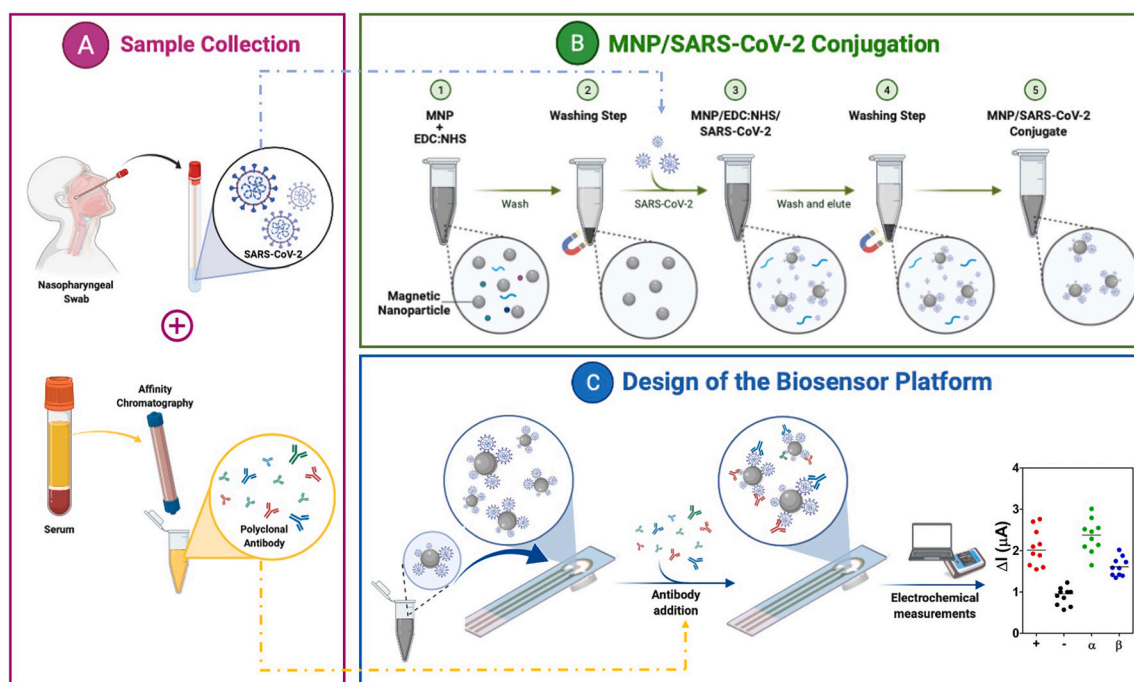 A Sample Collection
Nasopharyngeal
Swab
SARS-CoV-2
+
Affinity
Chromatography
Serum
Polyclonal
Antibody
B MNP/SARS-CoV-2 Conjugation
1
MNP
+
EDC:NHS
2
Washing Step
3
MNP/EDC:NHS/
SARS-CoV-2
4
Washing Step
5
MNP/SARS-CoV-2
Conjugate
Wash
SARS-CoV-2
Wash and elute
Magnetic
Nanoparticle
C Design of the Biosensor Platform
Antibody
addition
Electrochemical
measurements
ΔI (µA)
4
3
2
1
0
+ - α β